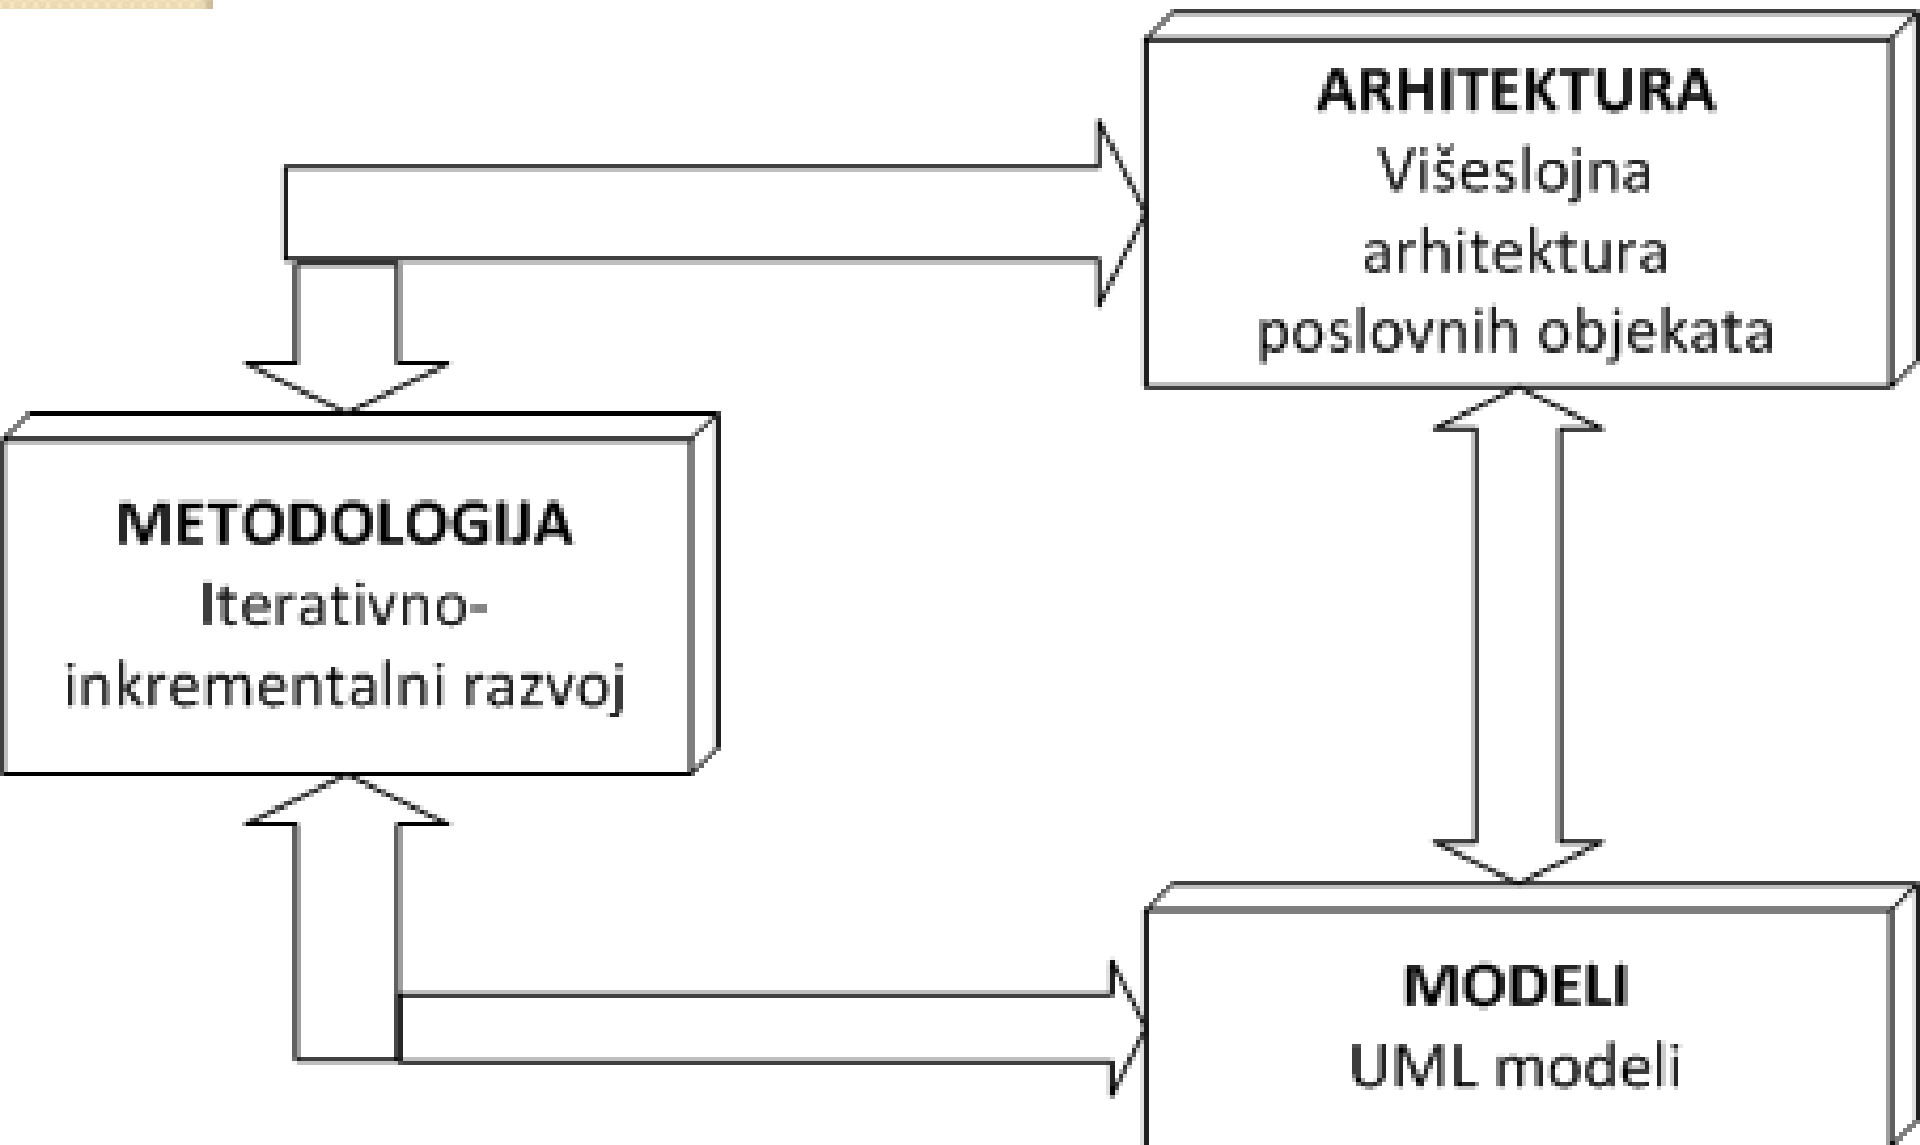 ARHITEKTURA
Višeslojna
arhitektura
poslovnih objekata
METODOLOGIJA
Iterativno-
inkrementalni razvoj
MODELI
UML modeli